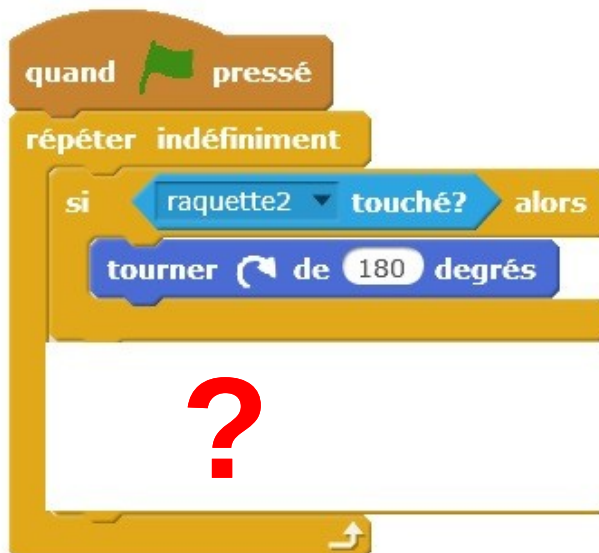 quand pressé
répéter indéfiniment
si raquette2 touché? alors
tourner de 180 degrés
?